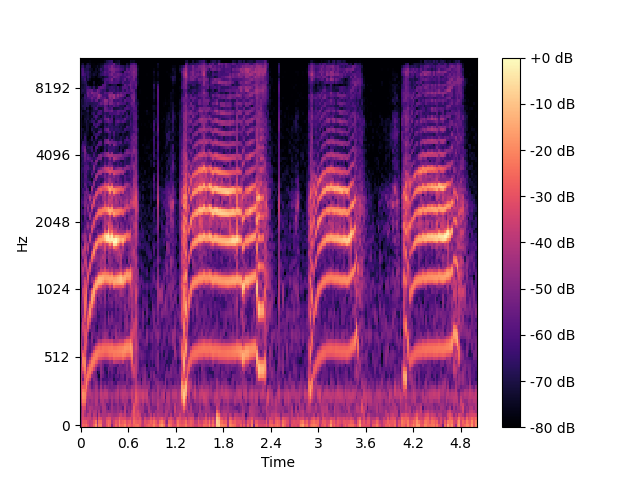 +0 dB
8192
-10 dB
4096
-20 dB
-30 dB
2048
Hz
-40 dB
1024
-50 dB
512
-60 dB
-70 dB
0
-80 dB
0 0.6 1.2 1.8 2.4 3 3.6 4.2 4.8
Time